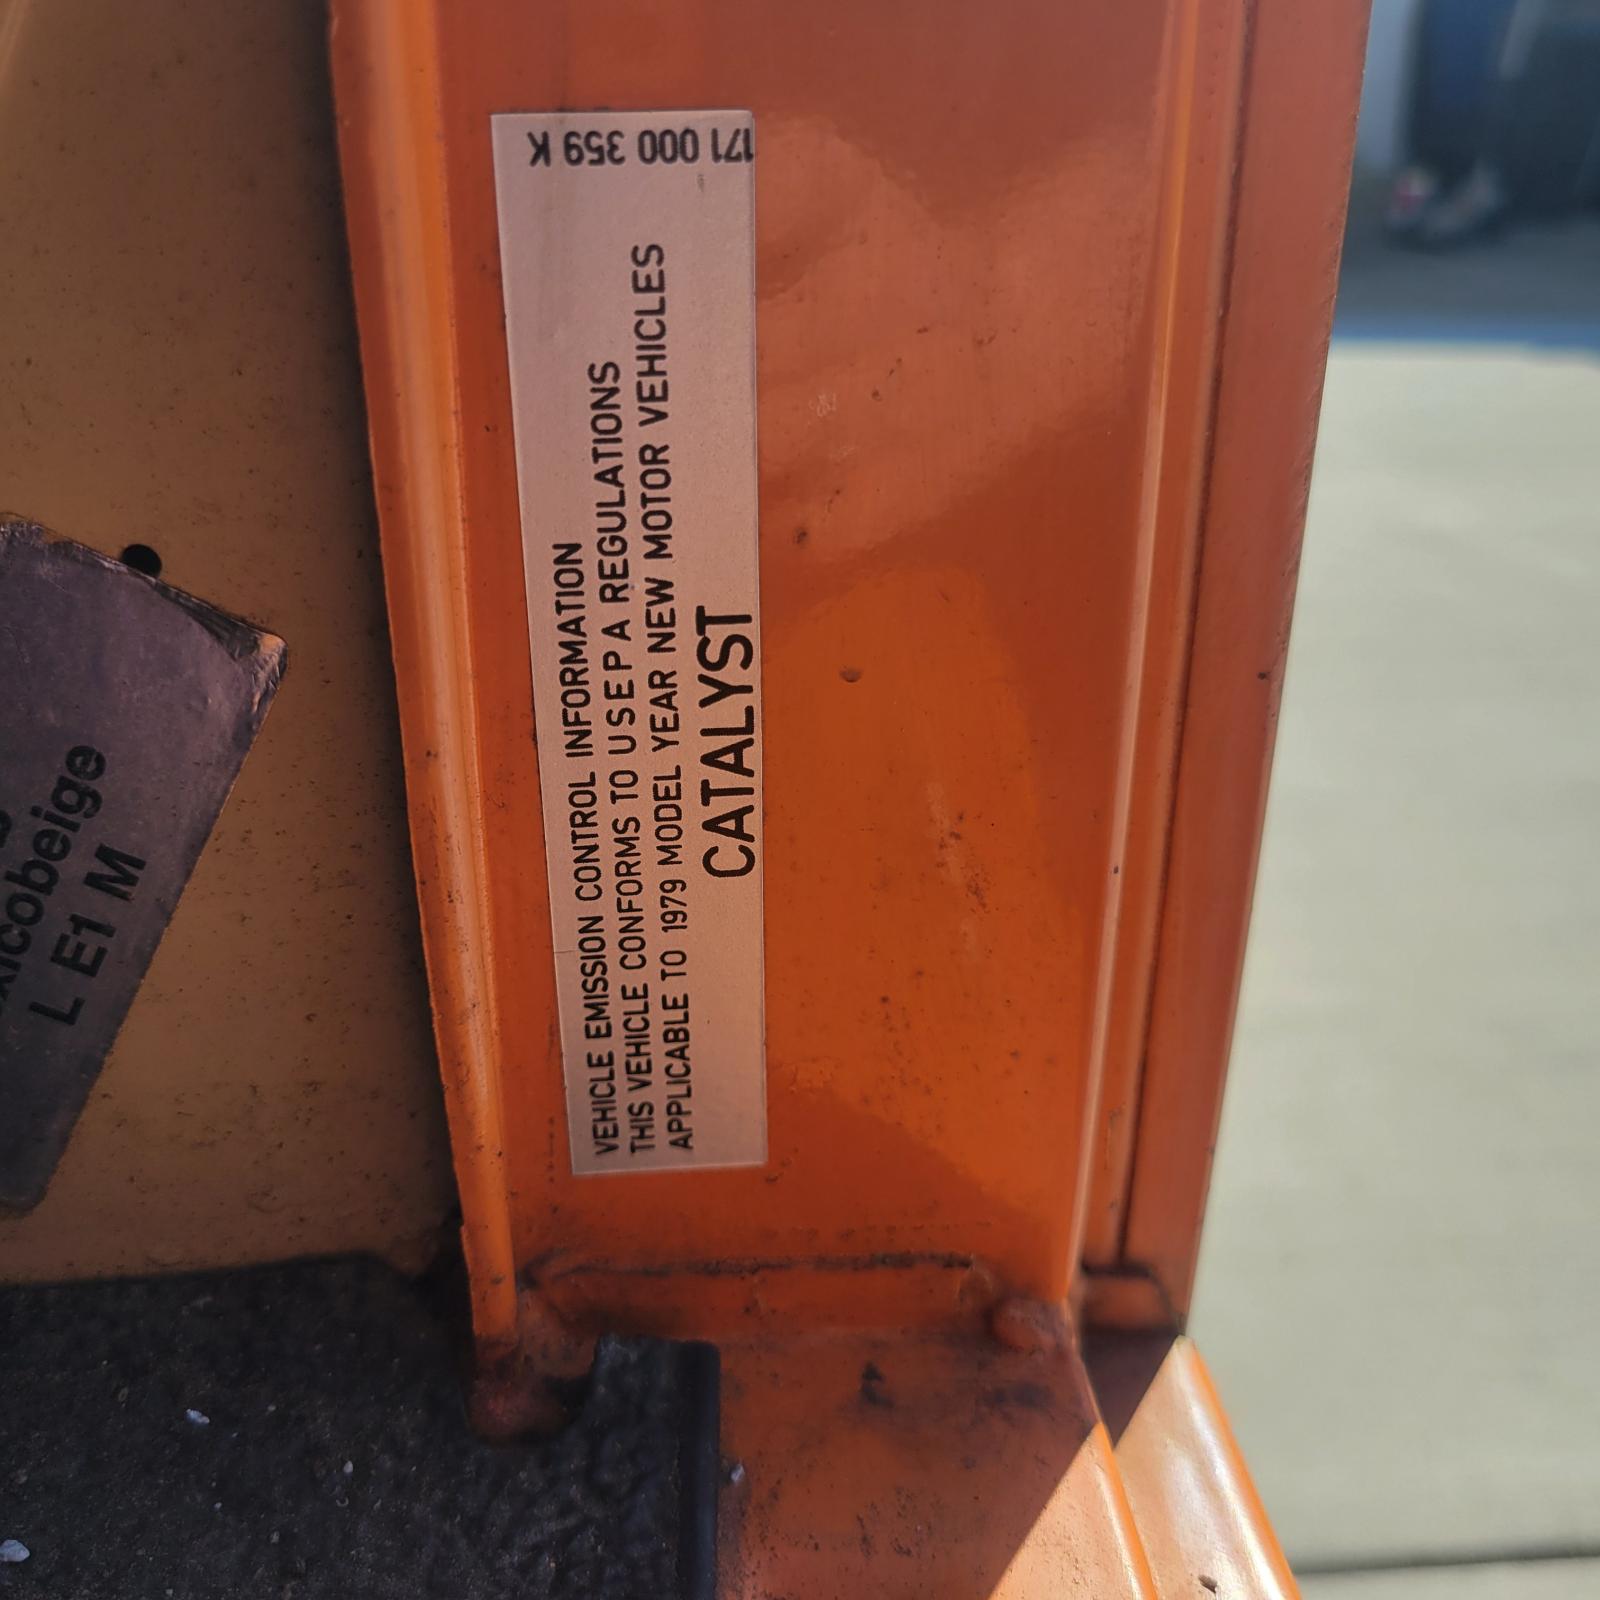 VEHICLE EMISSION CONTROL INFORMATION
THIS VEHICLE CONFORMS TO U S E P A REGULATIONS
APPLICABLE TO 1979 MODEL YEAR NEW MOTOR VEHICLES
CATALYST
171 000 359 K
xicobeige
L E1 M